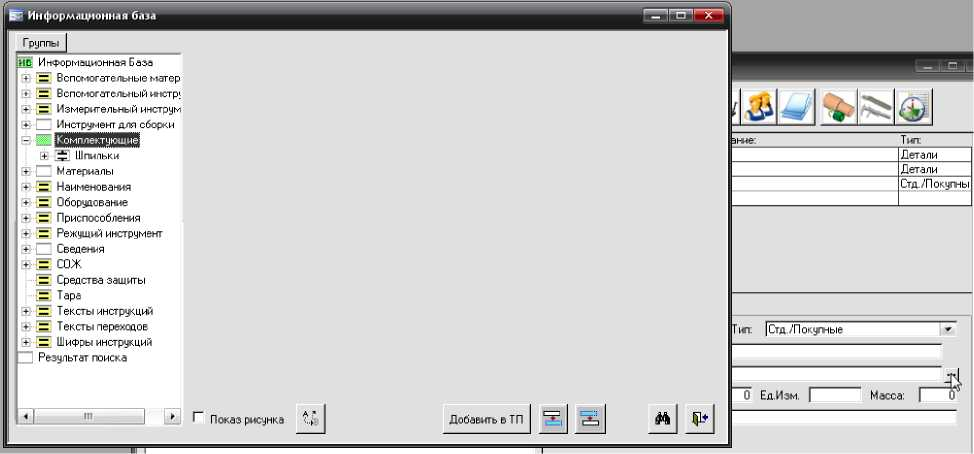 Информационная база
Группы
ИБ Информационная База
Вспомогательные матер
Вспомогательный инстру
Измерительный инструм
Инструмент для сборки
Комплектующие
Шпильки
Материалы
Наименования
Оборудование
Приспособления
Режущий инструмент
Сведения
СОЖ
Средства защиты
Тара
Тексты инструкций
Тексты переходов
Шифры инструкций
Результат поиска
Показ рисунка
Добавить в ТП
ание: Тип:
Детали
Детали
Стд./Покупны
Тип: Стд./Покупные
0 Ед.Изм. Масса: 0